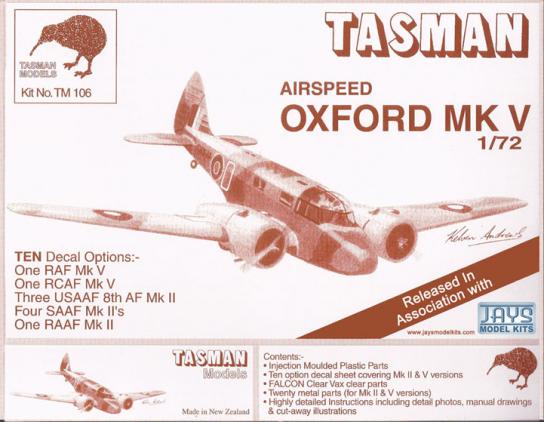 TASMAN
MODELS
Kit No. TM 106
TASMAN
AIRSPEED
OXFORD MK V
1/72
Kelvin Andrews
TEN Decal Options:-
One RAF Mk V
One RCAF Mk V
Three USAAF 8th AF Mk II
Four SAAF Mk II's
One RAAF Mk II
Released In
Association with
JAYS
MODEL KITS
www.jaysmodelkits.com
TASMAN
Models
Made in New Zealand
Contents:-
• Injection Moulded Plastic Parts
• Ten option decal sheet covering Mk II & V versions
• FALCON Clear Vax clear parts
• Twenty metal parts (for Mk II & V versions)
• Highly detailed Instructions including detail photos, manual drawings
& cut-away illustrations